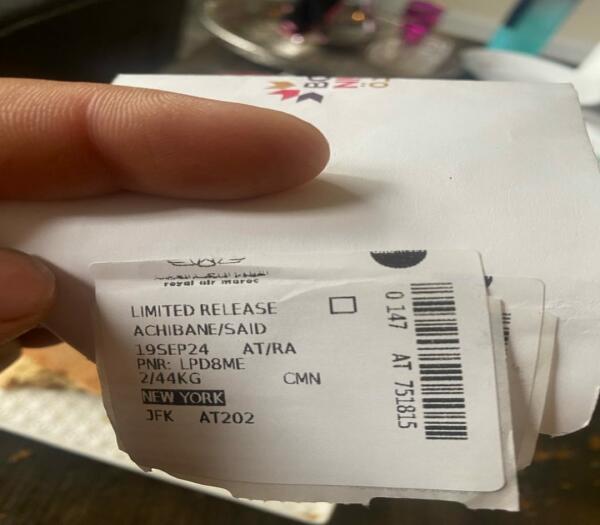 royal air maroc
LIMITED RELEASE
ACHIBANE/SAID
19SEP24 AT/RA
PNR: LPD8ME
2/44KG CMN
NEW YORK
JFK AT202
0 147 AT 751815